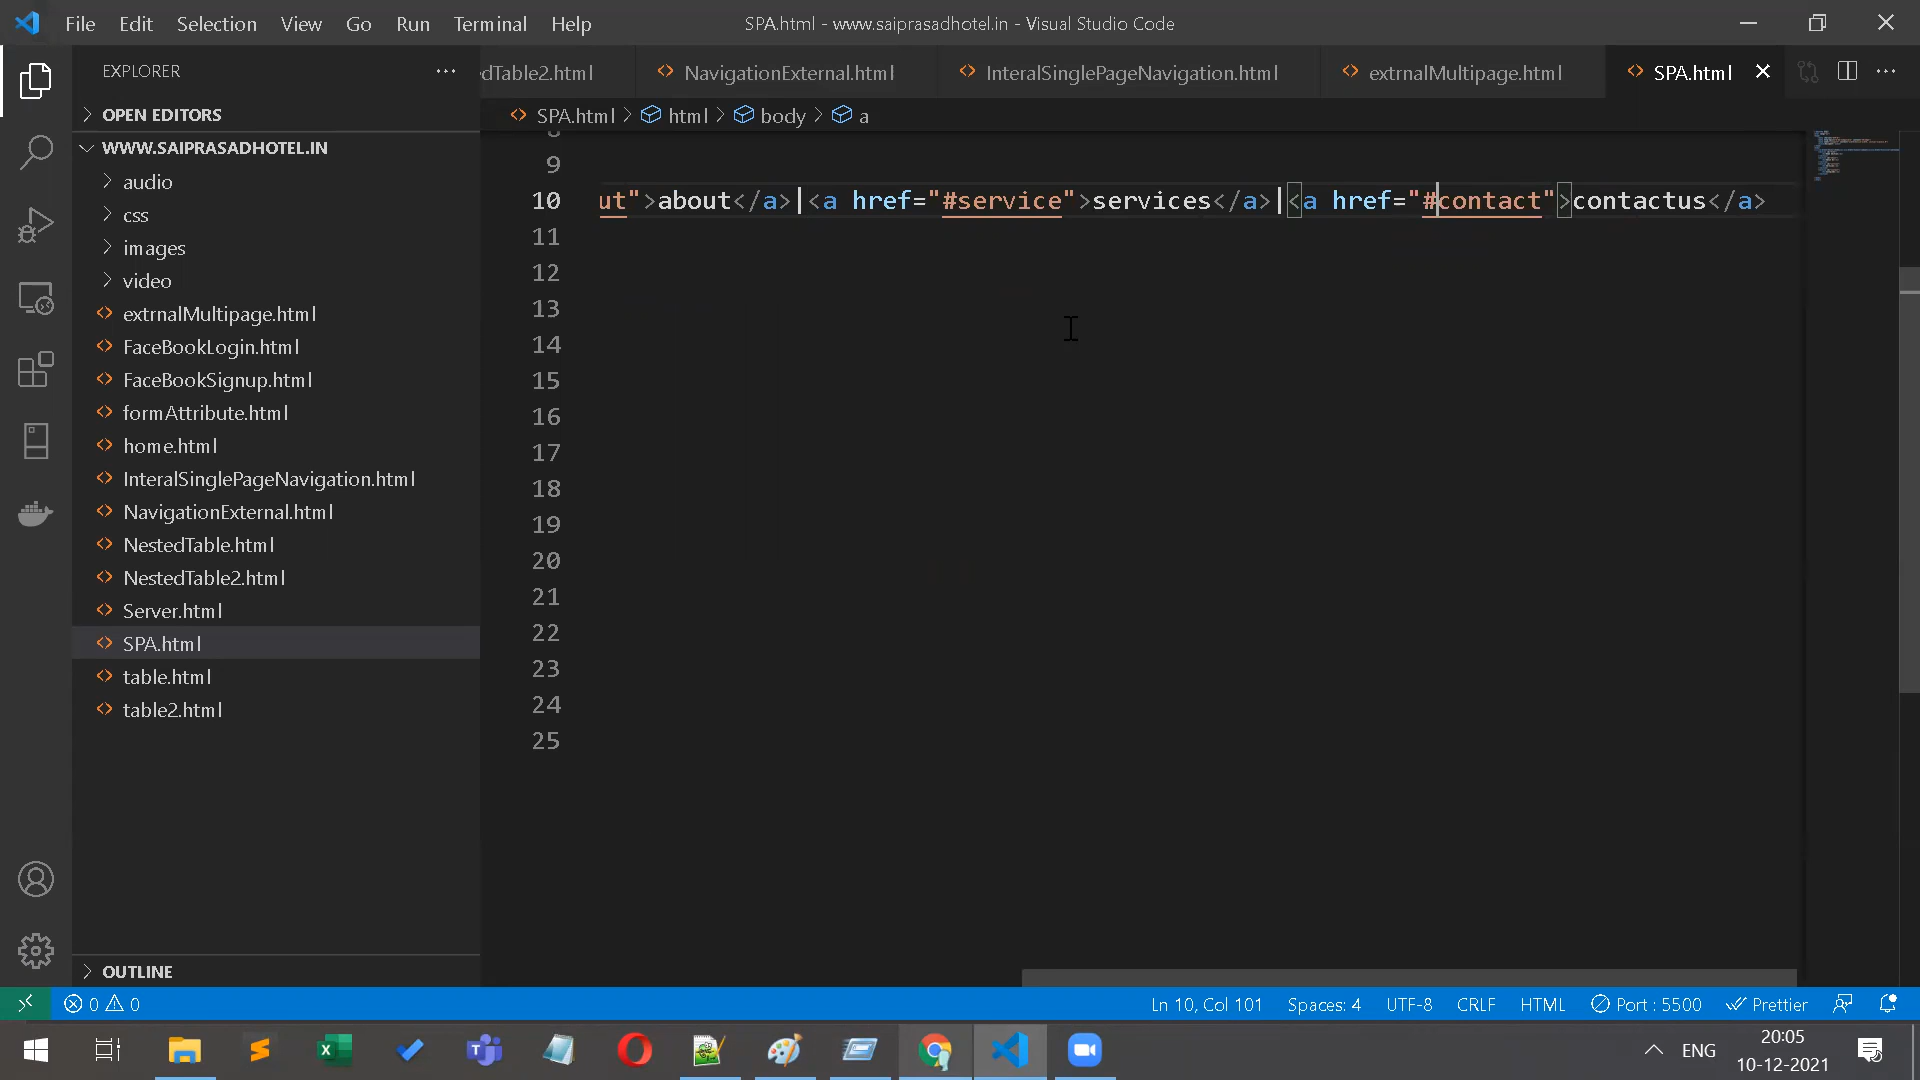 File Edit Selection View Go Run Terminal Help
SPA.html - www.saiprasadhotel.in - Visual Studio Code
EXPLORER
dTable2.html
NavigationExternal.html
InteralSinglePageNavigation.html
extrnalMultipage.html
SPA.html
OPEN EDITORS
SPA.html > html > body > a
WWW.SAIPRASADHOTEL.IN
audio
css
images
video
extrnalMultipage.html
FaceBookLogin.html
FaceBookSignup.html
formAttribute.html
home.html
InteralSinglePageNavigation.html
NavigationExternal.html
NestedTable.html
NestedTable2.html
Server.html
SPA.html
table.html
table2.html
OUTLINE
8
9
10 ut">about</a>|<a href="#service">services</a>|<a href="#contact">contactus</a>
11
12
13
14
15
16
17
18
19
20
21
22
23
24
25
0 0
Ln 10, Col 101 Spaces: 4 UTF-8 CRLF HTML Port : 5500 Prettier
ENG
20:05
10-12-2021